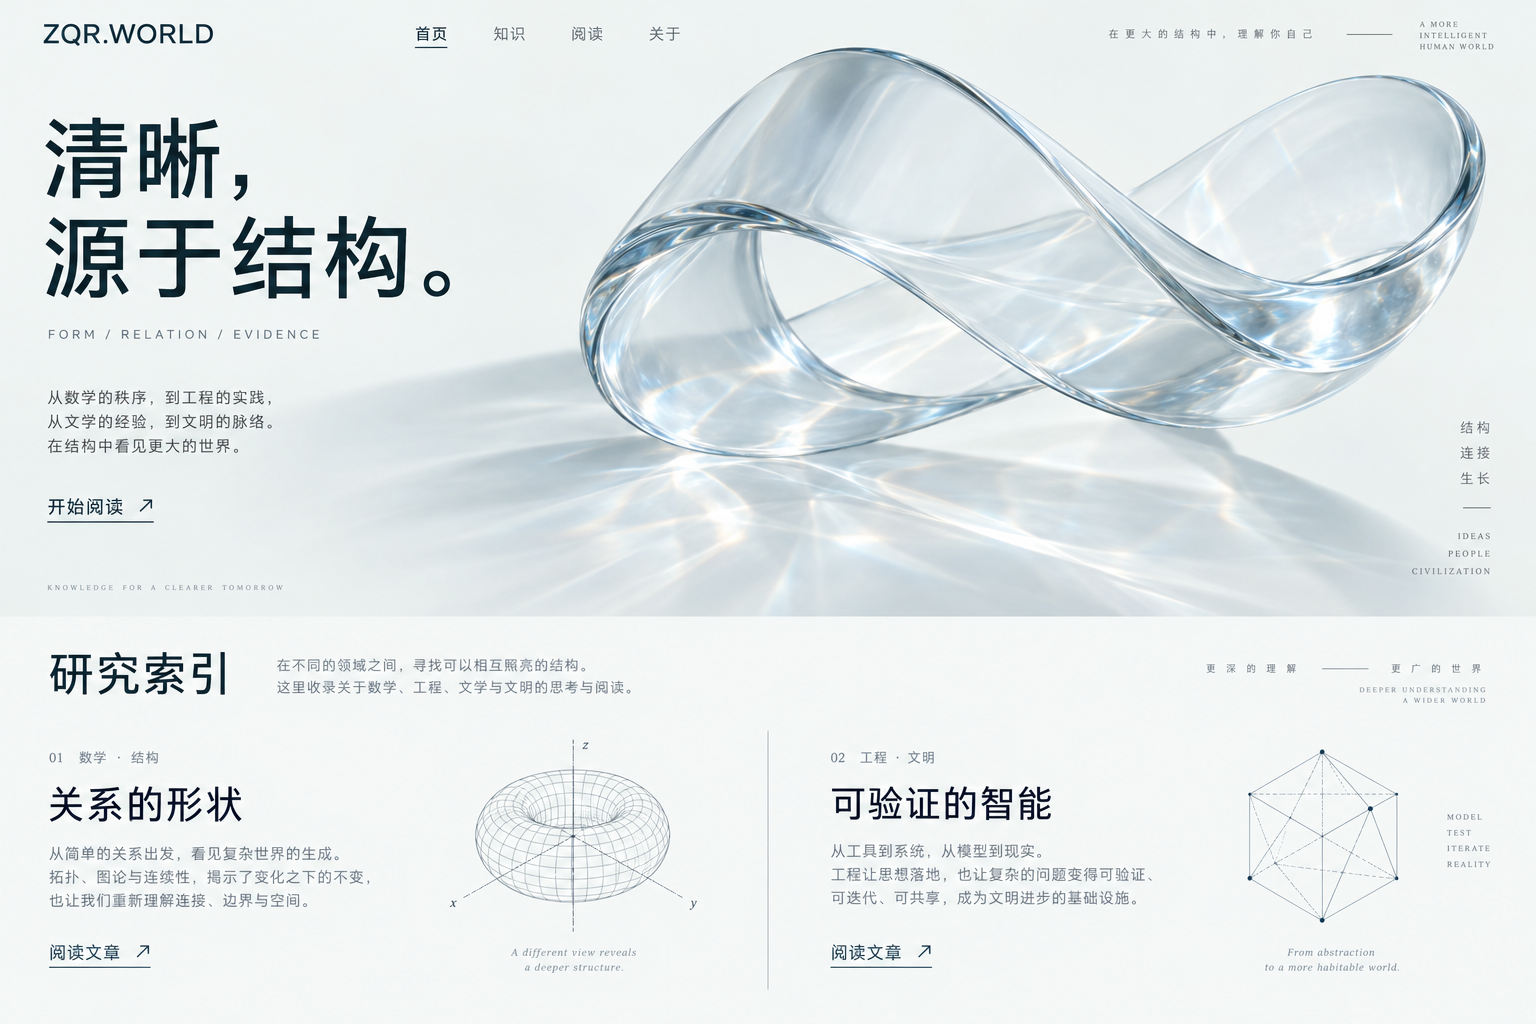 ZQR.WORLD
首页 知识 阅读 关于
在更大的结构中，理解你自己
A MORE
INTELLIGENT
HUMAN WORLD
清晰，
源于结构。
FORM / RELATION / EVIDENCE
从数学的秩序，到工程的实践，
从文学的经验，到文明的脉络。
在结构中看见更大的世界。
开始阅读 ↗
KNOWLEDGE FOR A CLEARER TOMORROW
结构
连接
生长
IDEAS
PEOPLE
CIVILIZATION
研究索引
在不同的领域之间，寻找可以相互照亮的结构。
这里收录关于数学、工程、文学与文明的思考与阅读。
更深的理解 更广的世界
DEEPER UNDERSTANDING
A WIDER WORLD
01 数学 · 结构
关系的形状
从简单的关系出发，看见复杂世界的生成。
拓扑、图论与连续性，揭示了变化之下的不变，
也让我们重新理解连接、边界与空间。
阅读文章 ↗
z
x
y
A different view reveals
a deeper structure.
02 工程 · 文明
可验证的智能
从工具到系统，从模型到现实。
工程让思想落地，也让复杂的问题变得可验证、
可迭代、可共享，成为文明进步的基础设施。
阅读文章 ↗
MODEL
TEST
ITERATE
REALITY
From abstraction
to a more habitable world.